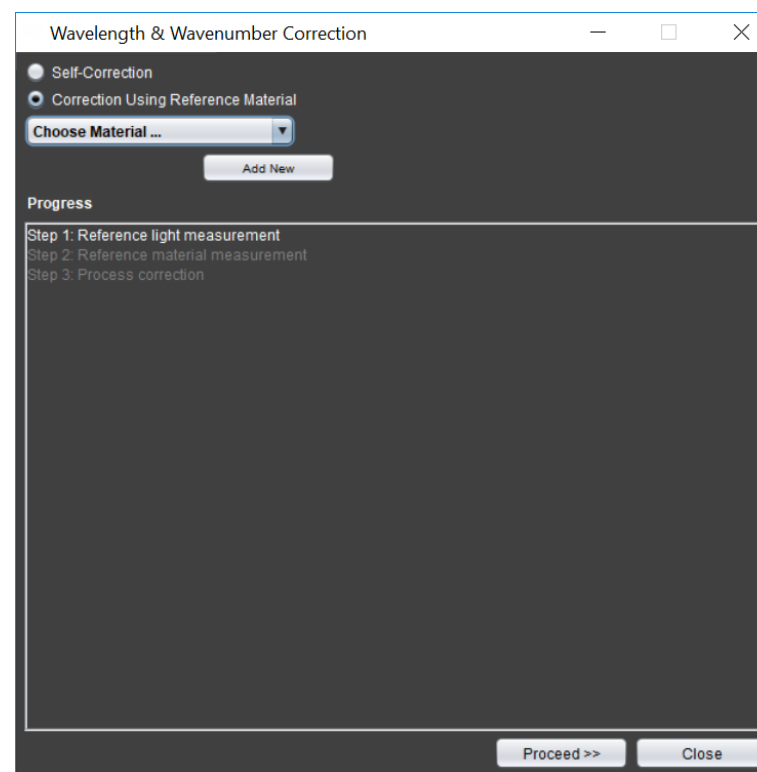 Wavelength & Wavenumber Correction
Self-Correction
Correction Using Reference Material
Choose Material ...
Add New
Progress
Step 1: Reference light measurement
Step 2: Reference material measurement
Step 3: Process correction
Proceed >>
Close